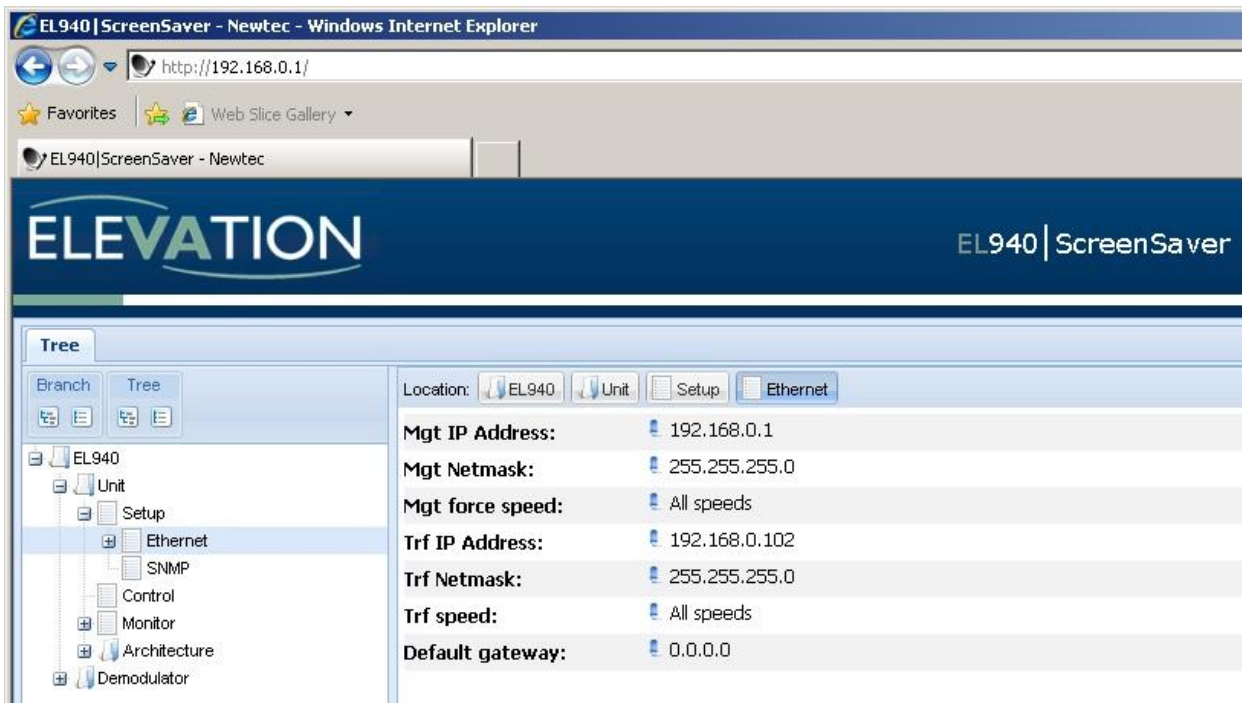 EL940|ScreenSaver - Newtec - Windows Internet Explorer
http://192.168.0.1/
Favorites Web Slice Gallery
EL940|ScreenSaver - Newtec
ELEVATION
EL940|ScreenSaver
Tree
Branch Tree
Location: EL940 Unit Setup Ethernet
EL940
Unit
Setup
Ethernet
SNMP
Control
Monitor
Architecture
Demodulator
Mgt IP Address: 192.168.0.1
Mgt Netmask: 255.255.255.0
Mgt force speed: All speeds
Trf IP Address: 192.168.0.102
Trf Netmask: 255.255.255.0
Trf speed: All speeds
Default gateway: 0.0.0.0